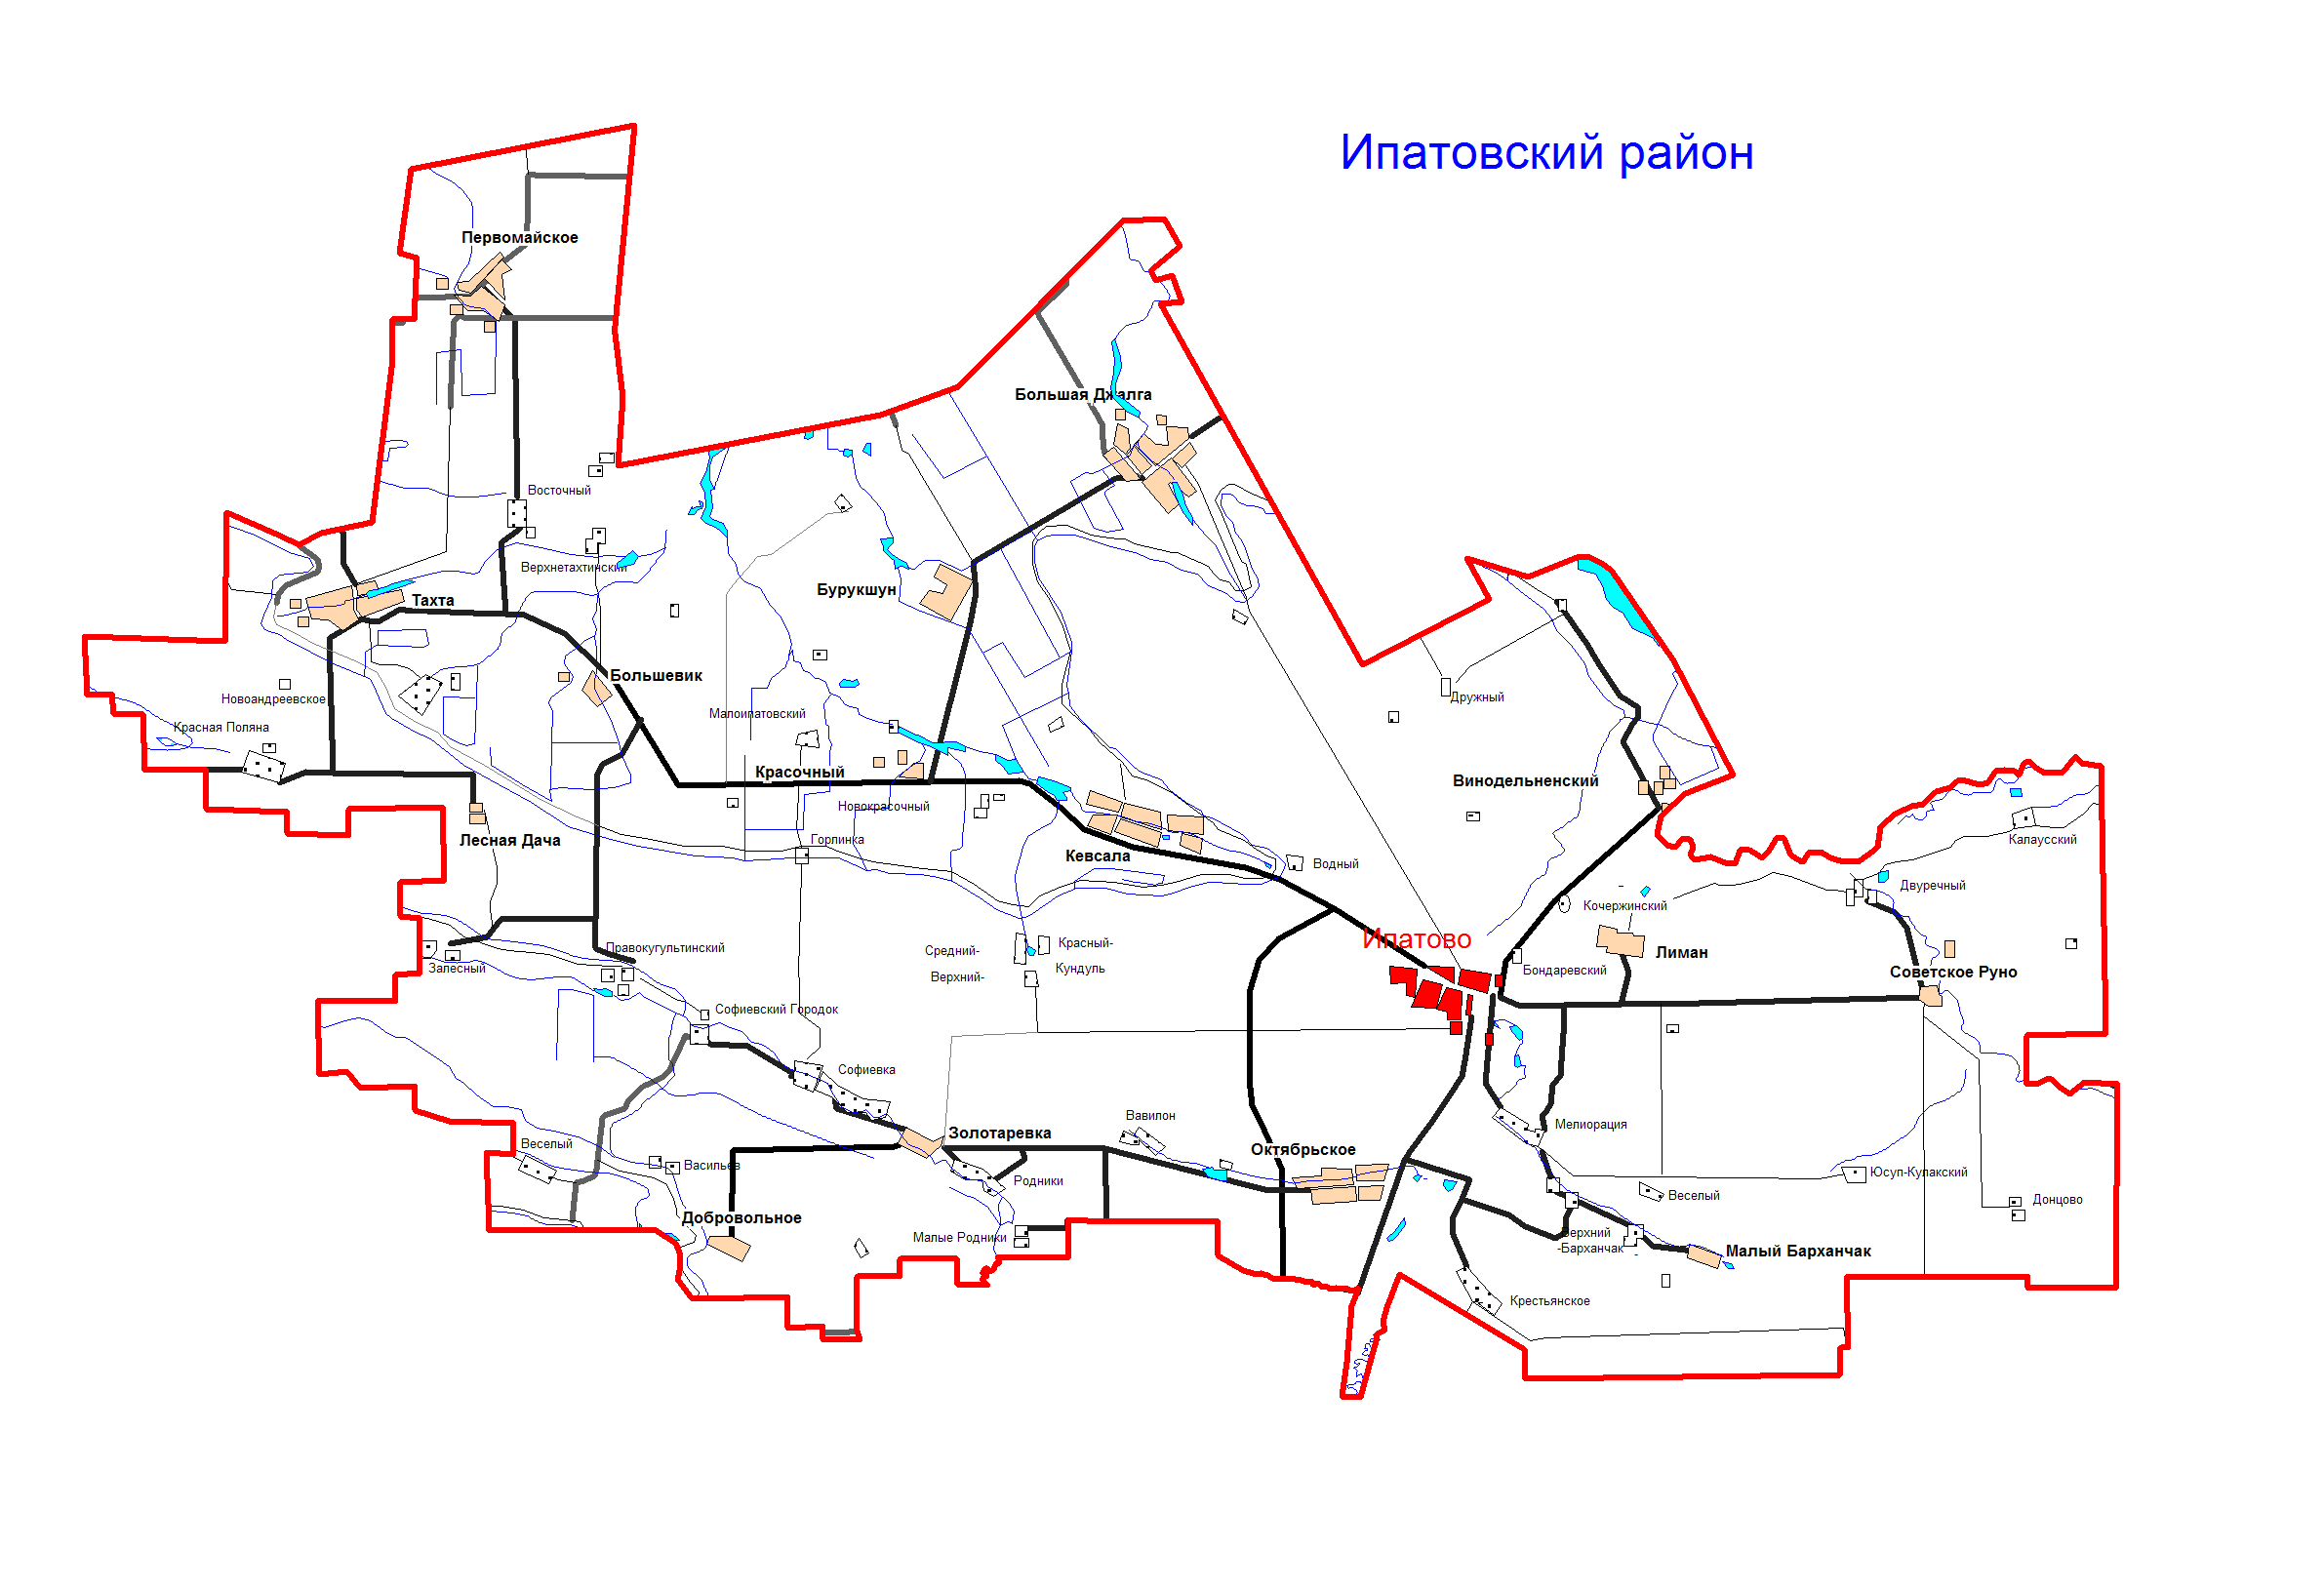 Ипатовский район
Первомайское
Большая Джалга
Восточный
Верхнетахтинский
Тахта
Бурукшун
Большевик
Новоандреевское
Дружный
Малоипатовский
Красная Поляна
Красочный
Винодельненский
Новокрасочный
Лесная Дача
Горлинка
Калаусский
Кевсала
Водный
Двуречный
Кочержинский
-
Ипатово
Правокугультинский
Средний-
Красный-
Лиман
Залесный
Верхний-
Кундуль
Бондаревский
Советское Руно
Софиевский Городок
Софиевка
Вавилон
Мелиорация
Золотаревка
Веселый
Октябрьское
Васильев
Родники
Юсуп-Кулакский
Веселый
Донцово
Добровольное
Малые Родники
Верхний
-Барханчак
Малый Барханчак
Крестьянское